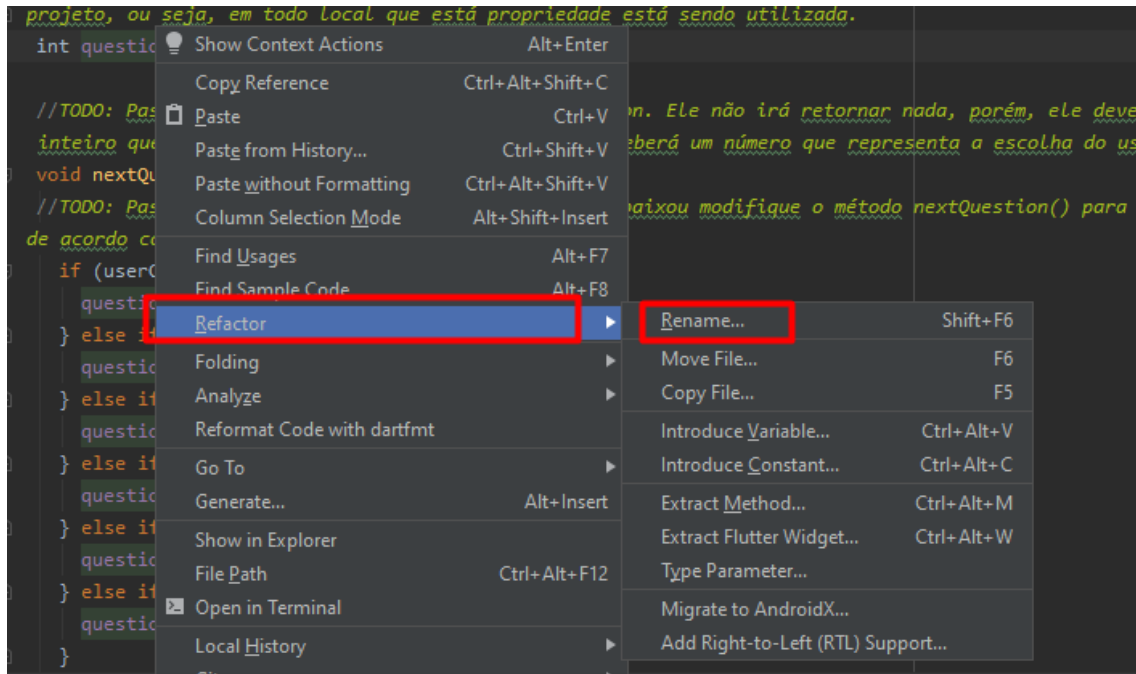 projeto, ou seja, em todo local que está propriedade está sendo utilizada.
int questio
Show Context Actions Alt+Enter
Copy Reference Ctrl+Alt+Shift+C
//TODO: Pas
Paste Ctrl+V
on. Ele não irá retornar nada, porém, ele deve
inteiro que
Paste from History... Ctrl+Shift+V
eberá um número que representa a escolha do us
void nextQu
Paste without Formatting Ctrl+Alt+Shift+V
//TODO: Pas
Column Selection Mode Alt+Shift+Insert
baixou modifique o método nextQuestion() para
de acordo co
Find Usages Alt+F7
if (userC
Find Sample Code Alt+F8
questio
Refactor
} else if
Folding
questio
Analyze
} else if
Reformat Code with dartfmt
questio
Go To
} else if
Generate... Alt+Insert
questio
Show in Explorer
} else if
File Path Ctrl+Alt+F12
questio
Open in Terminal
} else if
questio
Local History
}
Rename... Shift+F6
Move File... F6
Copy File... F5
Introduce Variable... Ctrl+Alt+V
Introduce Constant... Ctrl+Alt+C
Extract Method... Ctrl+Alt+M
Extract Flutter Widget... Ctrl+Alt+W
Type Parameter...
Migrate to AndroidX...
Add Right-to-Left (RTL) Support...